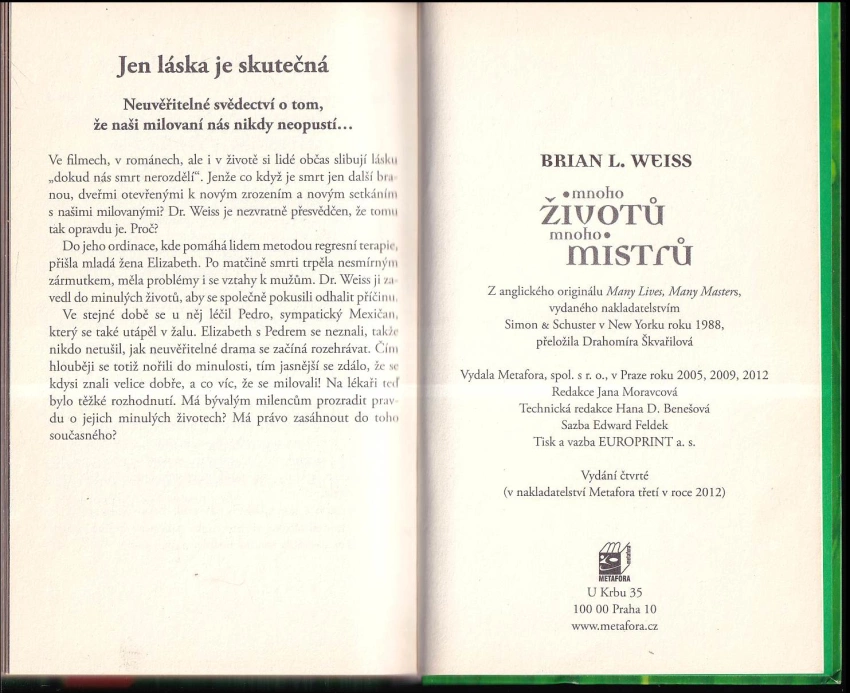 Jen láska je skutečná
Neuvěřitelné svědectví o tom,
že naši milovaní nás nikdy neopustí…
Ve filmech, v románech, ale i v životě si lidé občas slibují lásku
„dokud nás smrt nerozdělí“. Jenže co když je smrt jen další bra-
nou, dveřmi otevřenými k novým zrozením a novým setkáním
s našimi milovanými? Dr. Weiss je nezvratně přesvědčen, že tomu
tak opravdu je. Proč?
Do jeho ordinace, kde pomáhá lidem metodou regresní terapie,
přišla mladá žena Elizabeth. Po matčině smrti trpěla nesmírným
zármutkem, měla problémy i se vztahy k mužům. Dr. Weiss ji za-
vedl do minulých životů, aby se společně pokusili odhalit příčinu.
Ve stejné době se u něj léčil Pedro, sympatický Mexičan,
který se také utápěl v žalu. Elizabeth s Pedrem se neznali, takže
nikdo netušil, jak neuvěřitelné drama se začíná rozehrávat. Čím
hlouběji se totiž nořili do minulosti, tím jasnější se zdálo, že se
kdysi znali velice dobře, a co víc, že se milovali! Na lékaři teď
bylo těžké rozhodnutí. Má bývalým milencům prozradit prav-
du o jejich minulých životech? Má právo zasáhnout do toho
současného?
BRIAN L. WEISS
mnoho
ŽIVOTŮ
mnoho
MISTRŮ
Z anglického originálu Many Lives, Many Masters,
vydaného nakladatelstvím
Simon & Schuster v New Yorku roku 1988,
přeložila Drahomíra Škvařilová
Vydala Metafora, spol. s r. o., v Praze roku 2005, 2009, 2012
Redakce Jana Moravcová
Technická redakce Hana D. Benešová
Sazba Edward Feldek
Tisk a vazba EUROPRINT a. s.
Vydání čtvrté
(v nakladatelství Metafora třetí v roce 2012)
METAFORA
U Krbu 35
100 00 Praha 10
www.metafora.cz